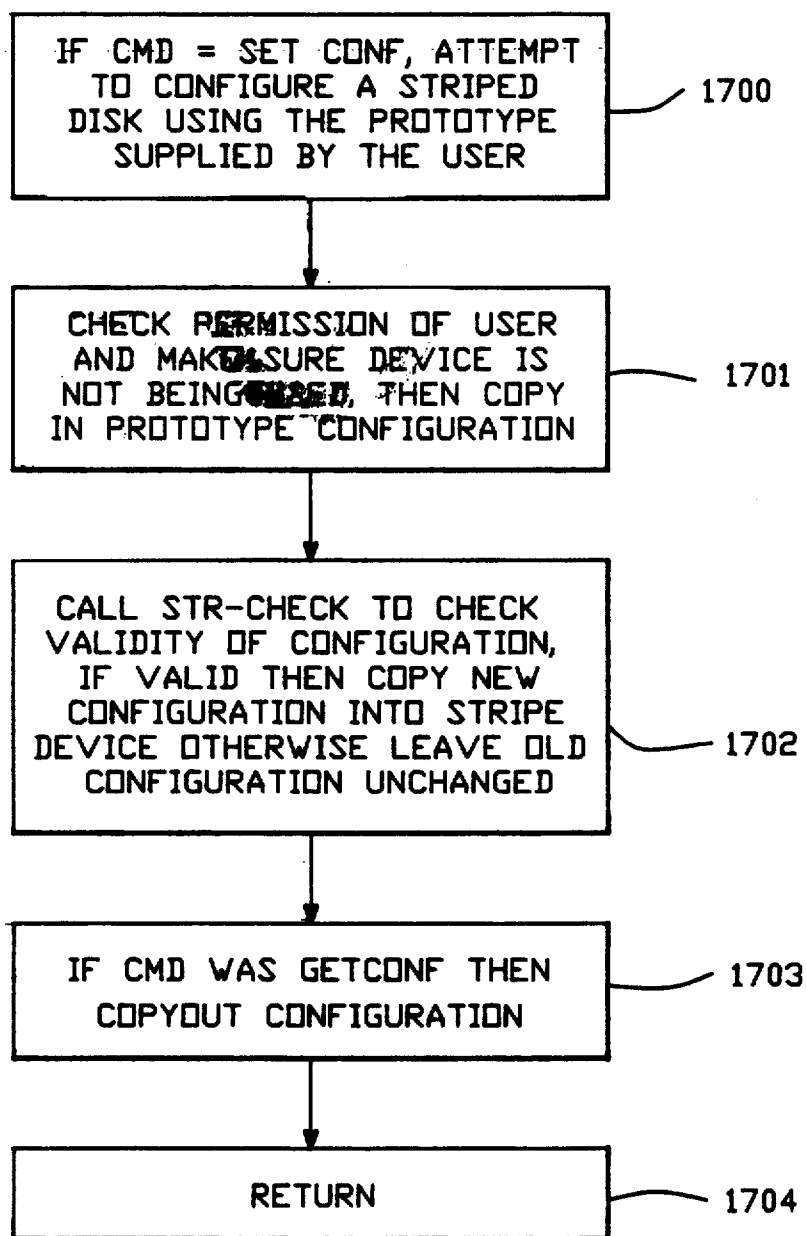 IF CMD = SET CONF, ATTEMPT
TO CONFIGURE A STRIPED
DISK USING THE PROTOTYPE
SUPPLIED BY THE USER
1700
CHECK PERMISSION OF USER
AND MAKE SURE DEVICE IS
NOT BEING THEN COPY
IN PROTOTYPE CONFIGURATION
1701
CALL STR-CHECK TO CHECK
VALIDITY OF CONFIGURATION,
IF VALID THEN COPY NEW
CONFIGURATION INTO STRIPE
DEVICE OTHERWISE LEAVE OLD
CONFIGURATION UNCHANGED
1702
IF CMD WAS GETCONF THEN
COPYOUT CONFIGURATION
1703
RETURN
1704